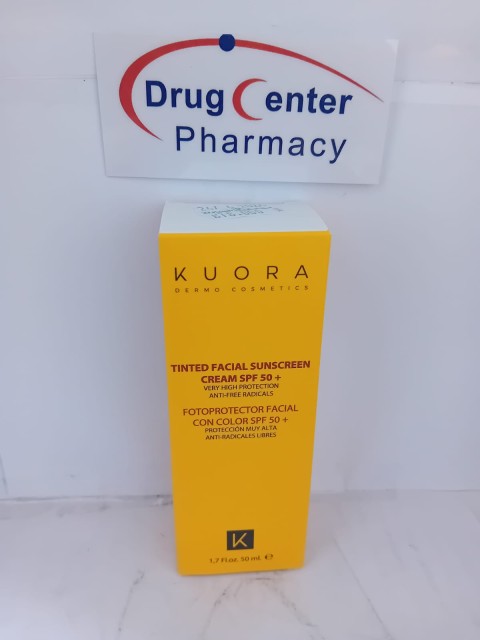 Drug Center
Pharmacy
KUORA
DERMO COSMETICS
TINTED FACIAL SUNSCREEN
CREAM SPF 50 +
VERY HIGH PROTECTION
ANTI-FREE RADICALS
FOTOPROTECTOR FACIAL
CON COLOR SPF 50 +
PROTECCIÓN MUY ALTA
ANTI-RADICALES LIBRES
K
1,7 Fl.oz. 50 ml. ℮